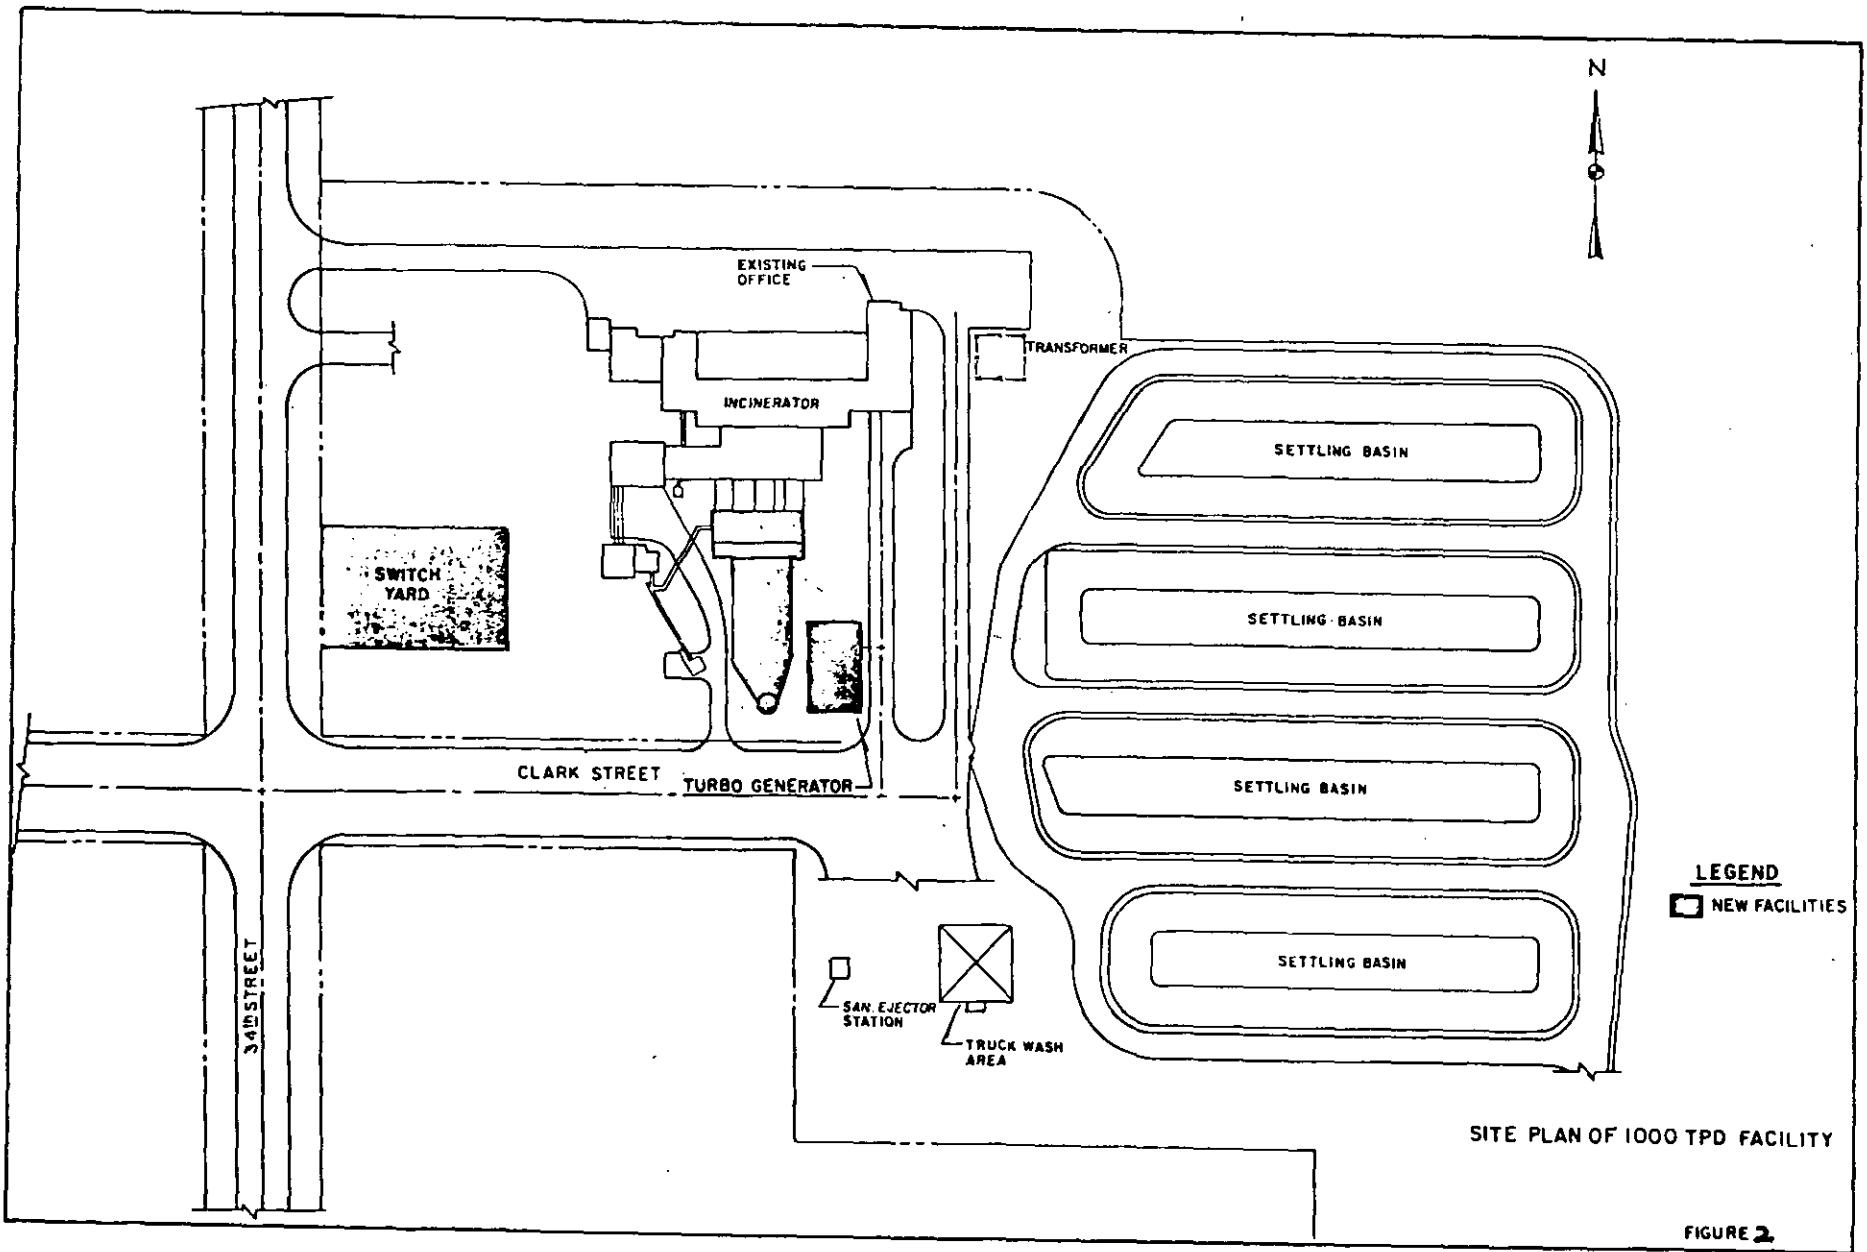 N
EXISTING
OFFICE
TRANSFORMER
INCINERATOR
SETTLING BASIN
SWITCH
YARD
SETTLING BASIN
CLARK STREET
TURBO GENERATOR
SETTLING BASIN
LEGEND
NEW FACILITIES
34th STREET
SAN. EJECTOR
STATION
SETTLING BASIN
TRUCK WASH
AREA
SITE PLAN OF 1000 TPD FACILITY
FIGURE 2